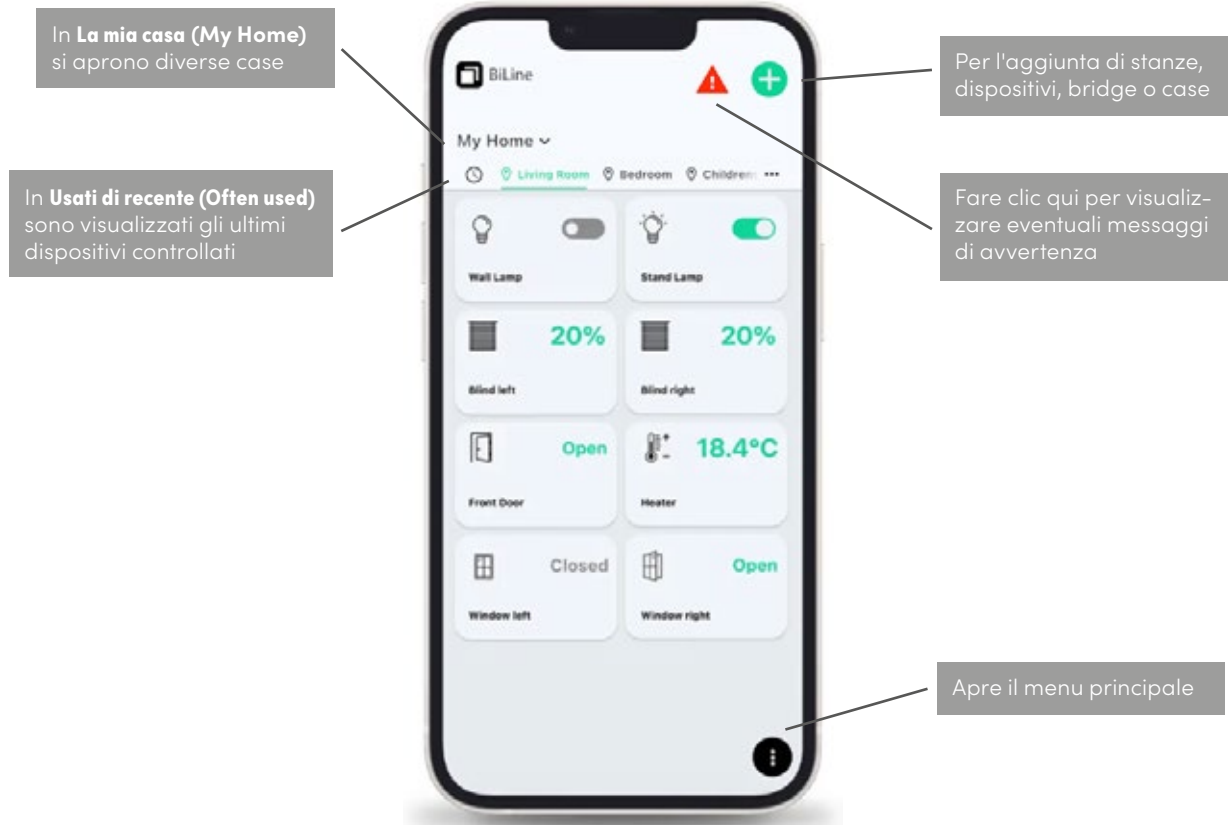 In La mia casa (My Home)
si aprono diverse case
In Usati di recente (Often used)
sono visualizzati gli ultimi
dispositivi controllati
BiLine
My Home
Living Room Bedroom Children
Wall Lamp
Stand Lamp
20%
Blind left
20%
Blind right
Open
Front Door
18.4°C
Heater
Closed
Window left
Open
Window right
Per l'aggiunta di stanze,
dispositivi, bridge o case
Fare clic qui per visualiz-
zare eventuali messaggi
di avvertenza
Apre il menu principale